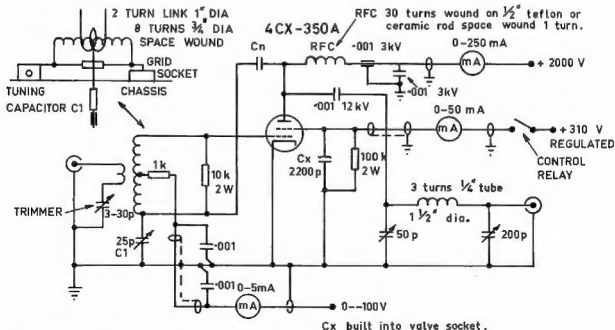 2 TURN LINK 1" DIA
8 TURNS 3/4" DIA
SPACE WOUND
GRID
SOCKET
TUNING
CAPACITOR C1
CHASSIS
4CX-350A
RFC 30 turns wound on 1/2" teflon or
ceramic rod space wound 1 turn.
Cn
RFC
·001 3kV
·001 3kV
0-250 mA
mA
+ 2000 V
·001 12kV
0-50 mA
mA
+310 V
REGULATED
CONTROL
RELAY
1k
10k
2 W
Cx
2200p
100k
2 W
3 turns 1/4" tube
1 1/2" dia.
TRIMMER
3-30p
25p
C1
·001
·001
50p
200p
0-5mA
mA
0--100V
Cx built into valve socket.